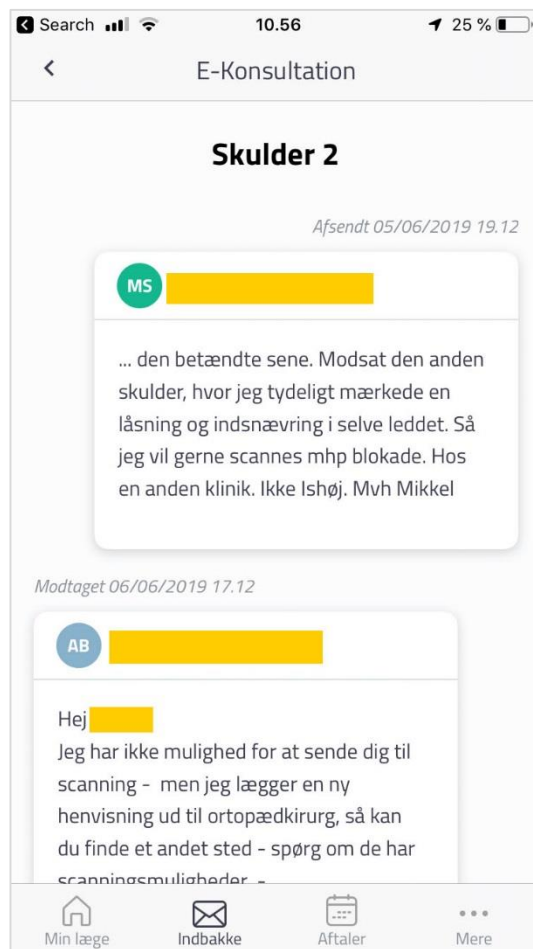 Search
10.56
25 %
E-Konsultation
Skulder 2
Afsendt 05/06/2019 19.12
MS
... den betændte sene. Modsat den anden
skulder, hvor jeg tydeligt mærkede en
låsning og indsnævring i selve leddet. Så
jeg vil gerne scannes mhp blokade. Hos
en anden klinik. Ikke Ishøj. Mvh Mikkel
Modtaget 06/06/2019 17.12
AB
Hej
Jeg har ikke mulighed for at sende dig til
scanning - men jeg lægger en ny
henvisning ud til ortopædkirurg, så kan
du finde et andet sted - spørg om de har
scanningsmuligheder -
Min læge
Indbakke
Aftaler
Mere